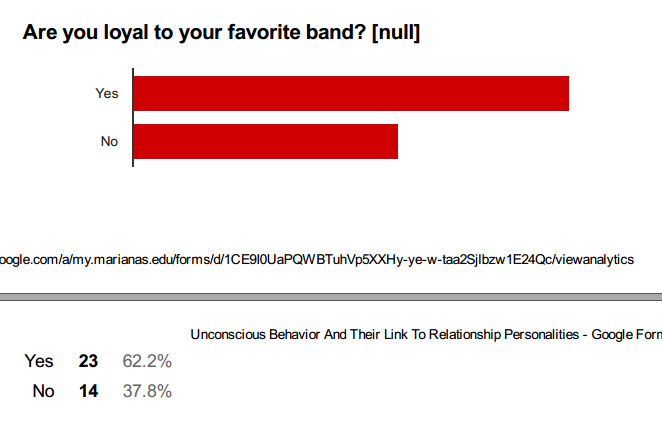 Are you loyal to your favorite band? [null]
Yes
No
oogle.com/a/my.marianas.edu/forms/d/1CE9I0UaPQWBTuhVp5XXHy-ye-w-taa2SjIbzw1E24Qc/viewanalytics
Unconscious Behavior And Their Link To Relationship Personalities - Google Form
Yes 23 62.2%
No 14 37.8%